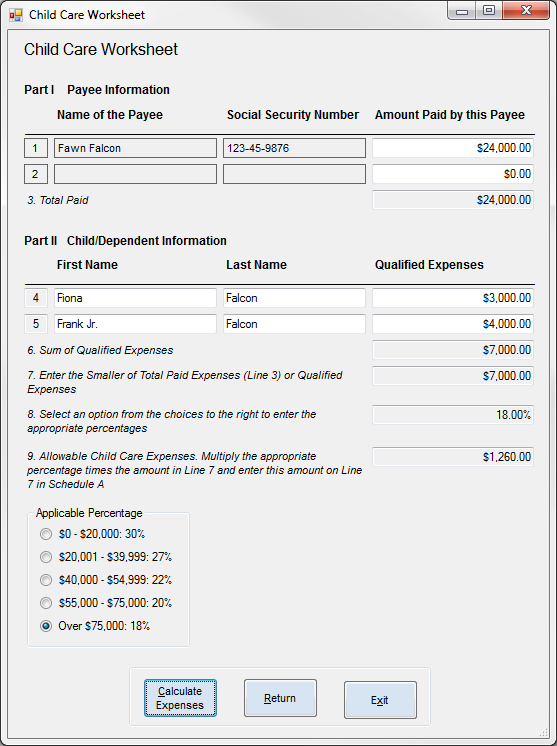 Child Care Worksheet
Child Care Worksheet
Part I Payee Information
Name of the Payee Social Security Number Amount Paid by this Payee
1 Fawn Falcon 123-45-9876 $24,000.00
2 $0.00
3. Total Paid $24,000.00
Part II Child/Dependent Information
First Name Last Name Qualified Expenses
4 Fiona Falcon $3,000.00
5 Frank Jr. Falcon $4,000.00
6. Sum of Qualified Expenses $7,000.00
7. Enter the Smaller of Total Paid Expenses (Line 3) or Qualified $7,000.00
Expenses
8. Select an option from the choices to the right to enter the 18.00%
appropriate percentages
9. Allowable Child Care Expenses. Multiply the appropriate $1,260.00
percentage times the amount in Line 7 and enter this amount on Line
7 in Schedule A
Applicable Percentage
$0 - $20,000: 30%
$20,001 - $39,999: 27%
$40,000 - $54,999: 22%
$55,000 - $75,000: 20%
Over $75,000: 18%
Calculate
Expenses
Return
Exit